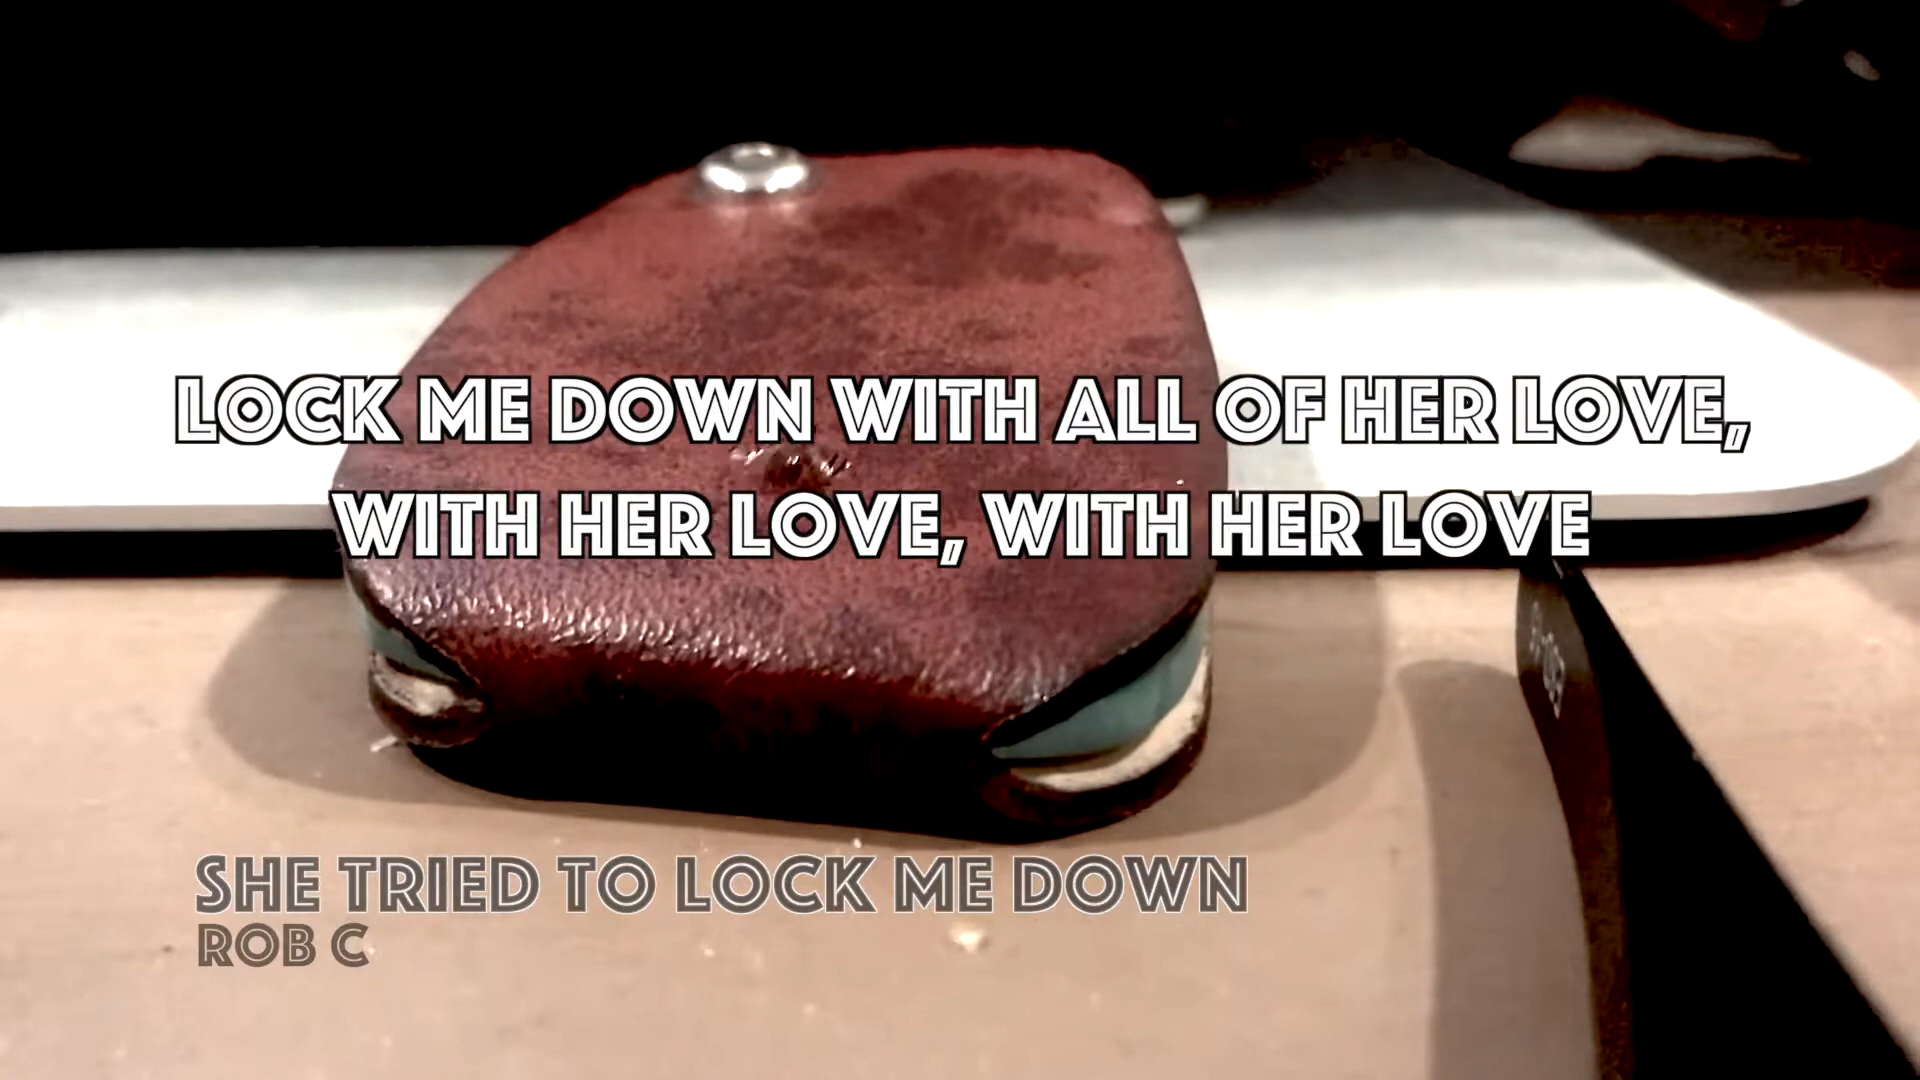 LOCK ME DOWN WITH ALL OF HER LOVE,
WITH HER LOVE, WITH HER LOVE
SHE TRIED TO LOCK ME DOWN
ROB C